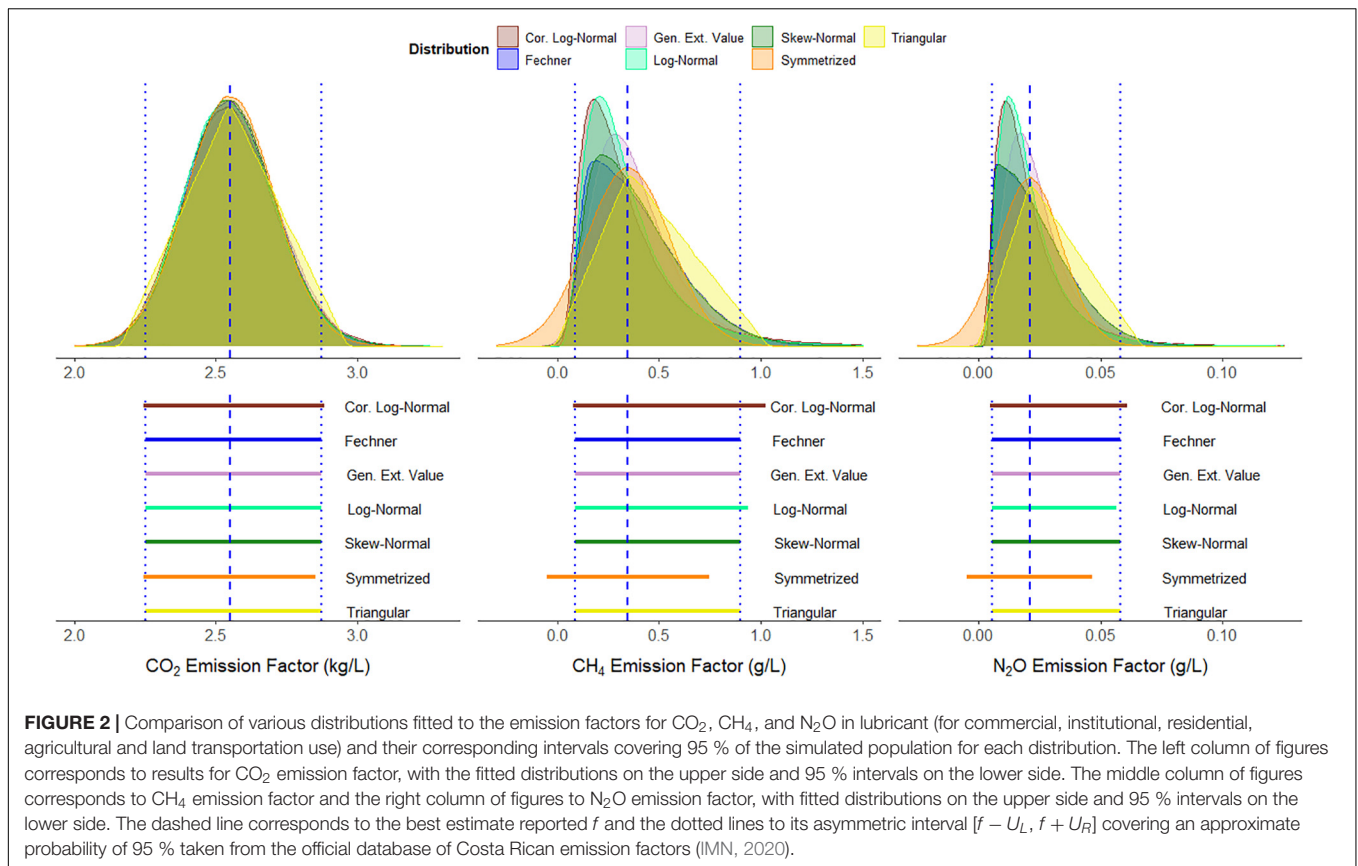 Distribution
Cor. Log-Normal Gen. Ext. Value Skew-Normal Triangular
Fechner Log-Normal Symmetrized
2.0 2.5 3.0 0.0 0.5 1.0 1.5 0.00 0.05 0.10
Cor. Log-Normal Cor. Log-Normal Cor. Log-Normal
Fechner Fechner Fechner
Gen. Ext. Value Gen. Ext. Value Gen. Ext. Value
Log-Normal Log-Normal Log-Normal
Skew-Normal Skew-Normal Skew-Normal
Symmetrized Symmetrized Symmetrized
Triangular Triangular Triangular
2.0 2.5 3.0 0.0 0.5 1.0 1.5 0.00 0.05 0.10
CO₂ Emission Factor (kg/L) CH₄ Emission Factor (g/L) N₂O Emission Factor (g/L)
FIGURE 2 | Comparison of various distributions fitted to the emission factors for CO₂, CH₄, and N₂O in lubricant (for commercial, institutional, residential,
agricultural and land transportation use) and their corresponding intervals covering 95 % of the simulated population for each distribution. The left column of figures
corresponds to results for CO₂ emission factor, with the fitted distributions on the upper side and 95 % intervals on the lower side. The middle column of figures
corresponds to CH₄ emission factor and the right column of figures to N₂O emission factor, with fitted distributions on the upper side and 95 % intervals on the
lower side. The dashed line corresponds to the best estimate reported f and the dotted lines to its asymmetric interval [f − U_L, f + U_R] covering an approximate
probability of 95 % taken from the official database of Costa Rican emission factors (IMN, 2020).